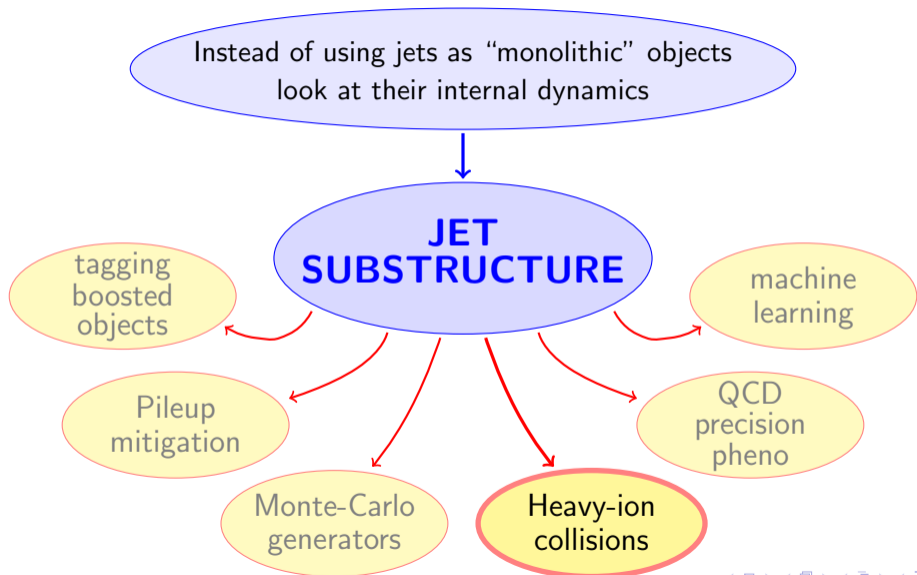 Instead of using jets as “monolithic” objects
look at their internal dynamics
JET
SUBSTRUCTURE
tagging
boosted
objects
machine
learning
Pileup
mitigation
QCD
precision
pheno
Monte-Carlo
generators
Heavy-ion
collisions